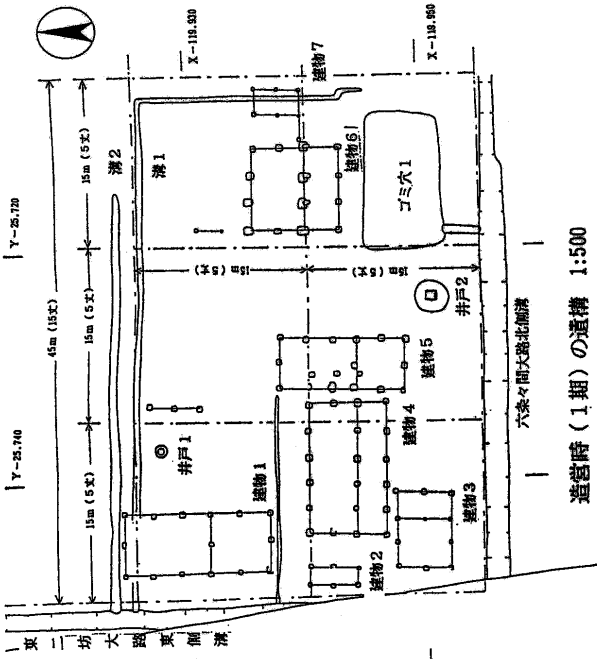 Y-25.740
Y-25.720
45m (15丈)
15m (5丈)
15m (5丈)
15m (5丈)
X-119.930
X-119.950
溝2
溝1
15m (5丈)
15m (5丈)
建物7
建物6
ゴミ穴1
井戸1
井戸2
建物1
建物5
建物4
建物2
建物3
東二坊大路東側溝
六条々間大路北側溝
造営時(1期)の遺構 1:500